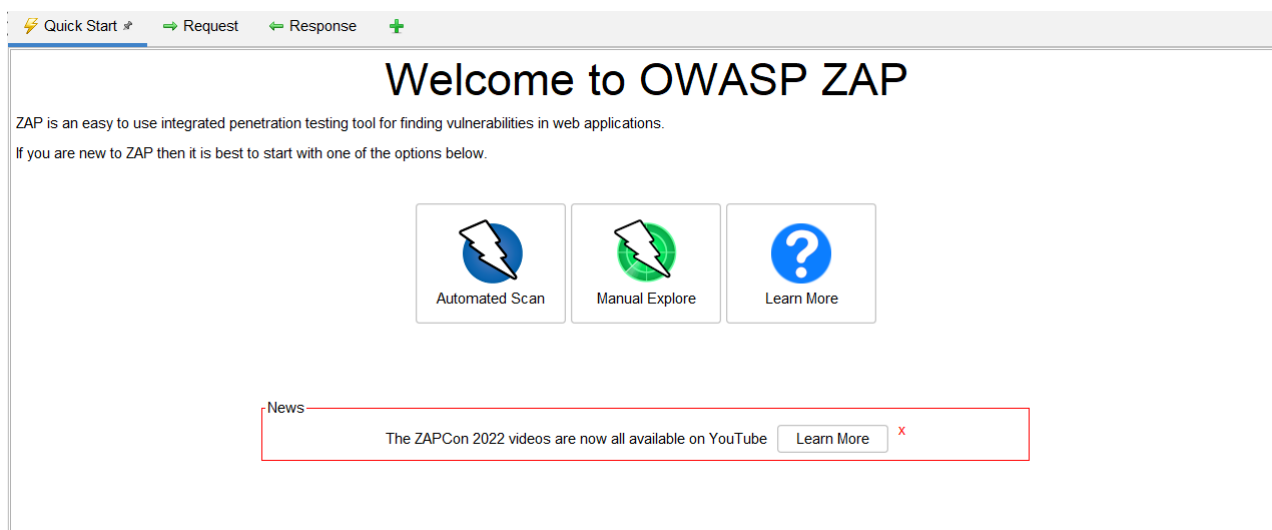 Quick Start Request Response
Welcome to OWASP ZAP
ZAP is an easy to use integrated penetration testing tool for finding vulnerabilities in web applications.
If you are new to ZAP then it is best to start with one of the options below.
Automated Scan Manual Explore Learn More
News
The ZAPCon 2022 videos are now all available on YouTube Learn More x